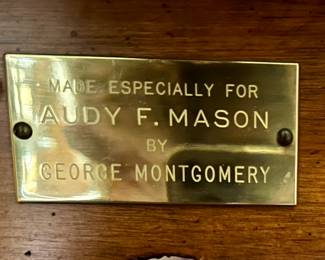 MADE ESPECIALLY FOR
AUDY F. MASON
BY
GEORGE MONTGOMERY